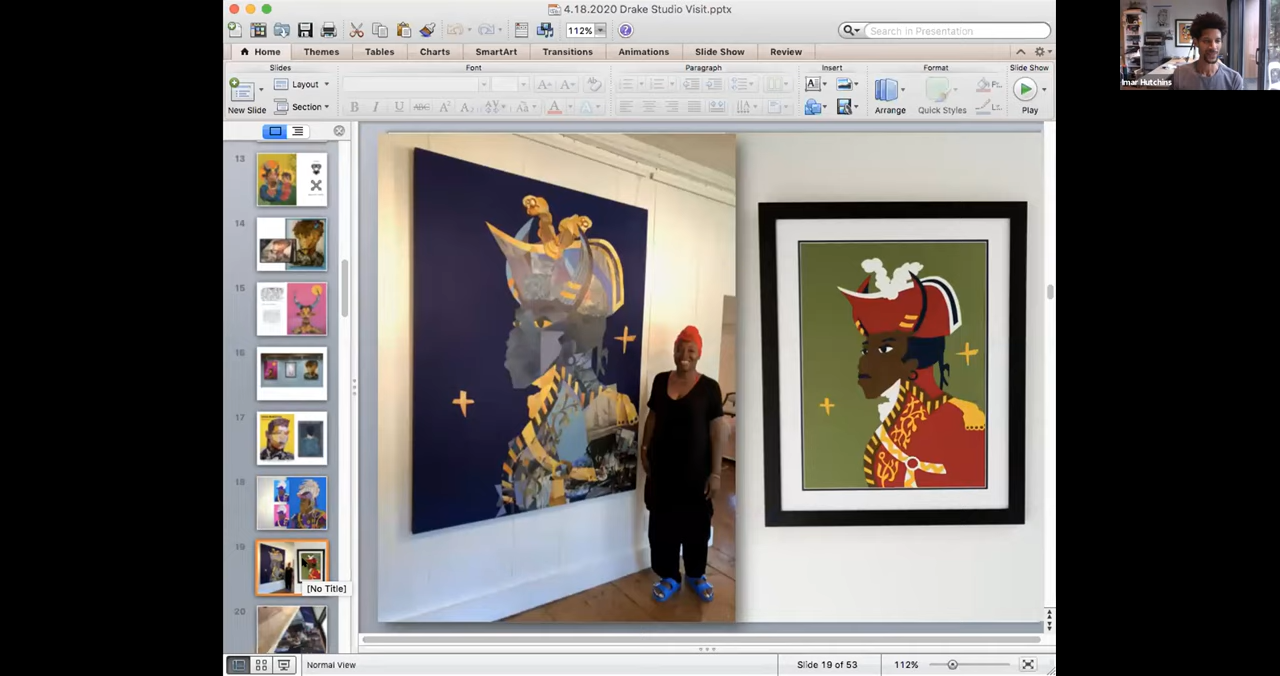 4.18.2020 Drake Studio Visit.pptx
112%
Search in Presentation
Home Themes Tables Charts SmartArt Transitions Animations Slide Show Review
Slides Font Paragraph Insert Format Slide Show
New Slide
Layout
Section
Arrange
Quick Styles
Play
13
14
15
16
17
18
19
[No Title]
20
Normal View
Slide 19 of 53
112%
Imar Hutchins